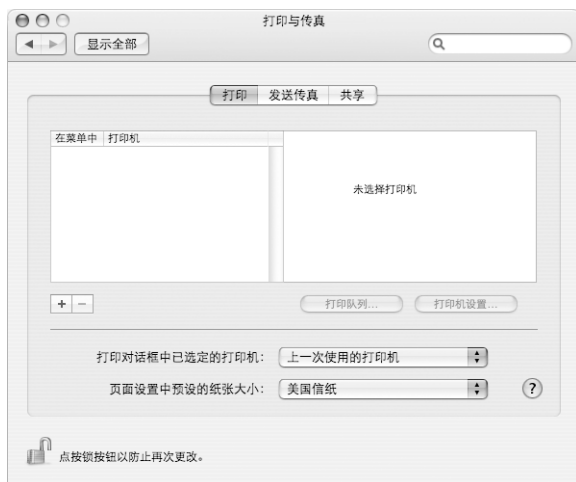 打印与传真
显示全部
打印 发送传真 共享
在菜单中 打印机
未选择打印机
+ −
打印队列... 打印机设置...
打印对话框中已选定的打印机： 上一次使用的打印机
页面设置中预设的纸张大小： 美国信纸 ?
点按锁按钮以防止再次更改。